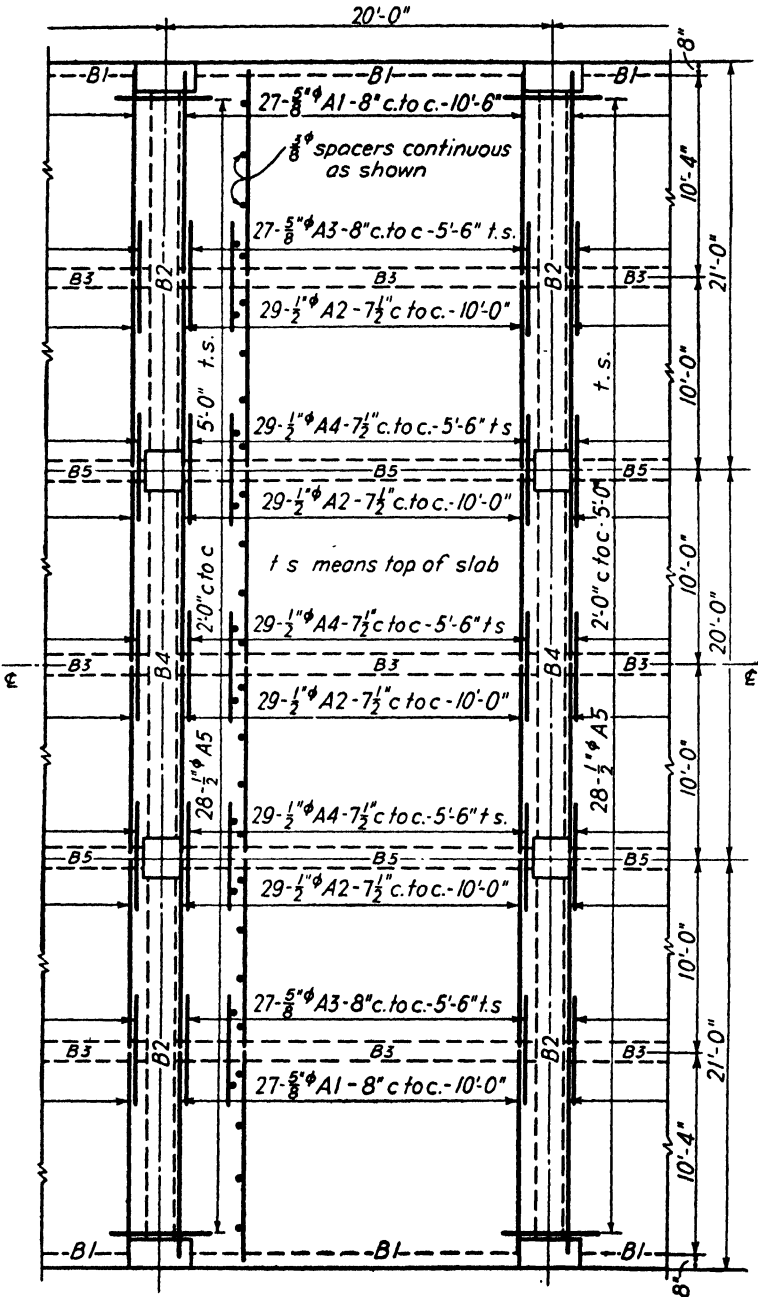 20'-0"
8"
B1 B1 B1
27-5/8"ϕ A1-8" c. to c.-10'-6"
3/8ϕ spacers continuous
as shown
10'-4"
27-5/8"ϕ A3-8"c. to c-5'-6" t.s.
B3 B2 B3 B2 B3
21'-0"
29-1/2"ϕ A2-7 1/2"c to c.-10'-0"
5'-0" t.s.
t.s.
10'-0"
29-1/2"ϕ A4-7 1/2"c. to c.-5'-6" t s
B5 B5 B5
29-1/2"ϕ A2-7 1/2"c. to c.-10'-0"
t s means top of slab
2'-0" c to c
2'-0" c to c-5'-0"
10'-0"
20'-0"
29-1/2"ϕ A4-7 1/2"c to c-5'-6" t s
℄ B3 B4 B3 B4 B3 ℄
29-1/2"ϕ A2-7 1/2"c to c.-10'-0"
28-1/2"ϕ A5
28-1/2"ϕ A5
10'-0"
29-1/2"ϕ A4-7 1/2"c to c.-5'-6" t s.
B5 B5 B5
29-1/2"ϕ A2-7 1/2"c. to c.-10'-0"
10'-0"
27-5/8"ϕ A3-8"c. to c.-5'-6" t.s
B3 B2 B3 B2 B3
21'-0"
27-5/8"ϕ A1-8" c to c.-10'-0"
10'-4"
B1 B1 B1
8"